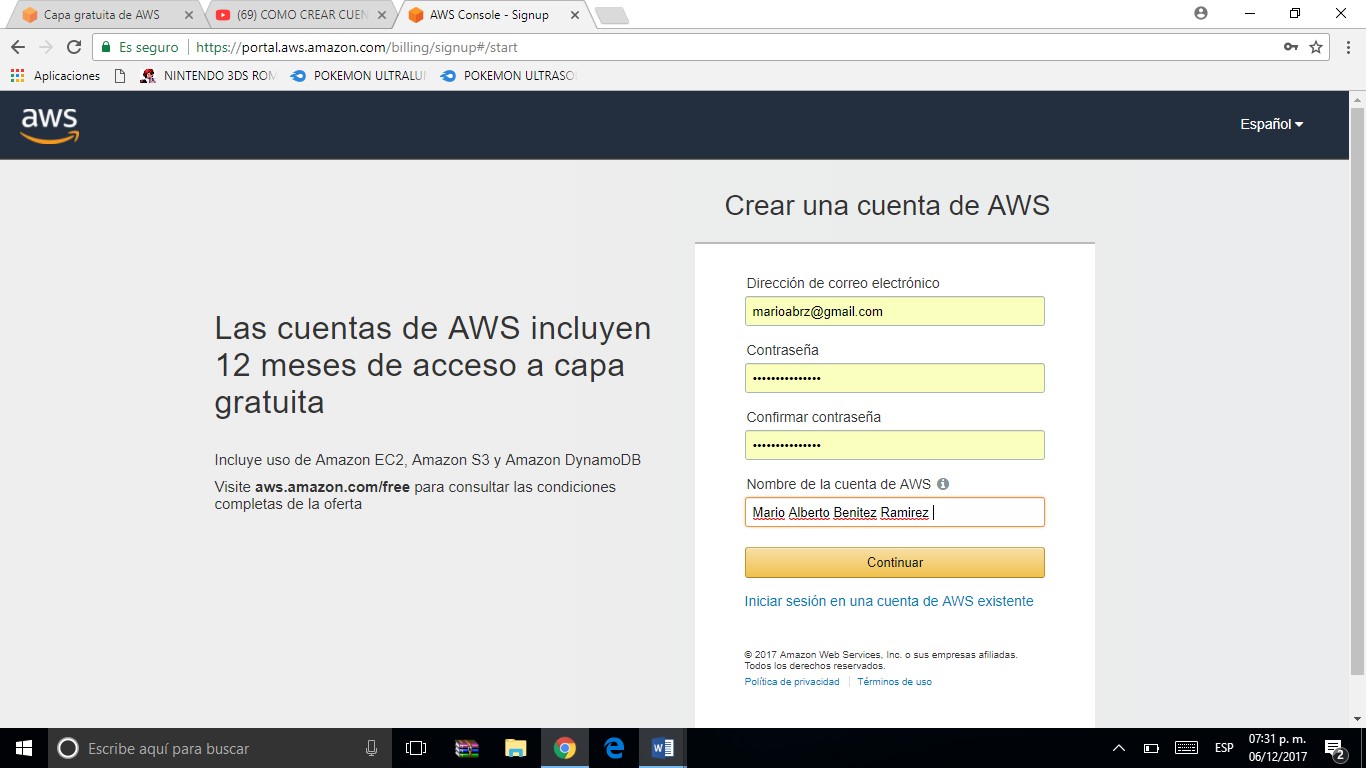 Capa gratuita de AWS
(69) COMO CREAR CUEN
AWS Console - Signup
Es seguro
https://portal.aws.amazon.com/billing/signup#/start
Aplicaciones
NINTENDO 3DS ROM
POKEMON ULTRALU
POKEMON ULTRASO
aws
Español
Crear una cuenta de AWS
Las cuentas de AWS incluyen
12 meses de acceso a capa
gratuita
Incluye uso de Amazon EC2, Amazon S3 y Amazon DynamoDB
Visite aws.amazon.com/free para consultar las condiciones
completas de la oferta
Dirección de correo electrónico
marioabrz@gmail.com
Contraseña
•••••••••••••••
Confirmar contraseña
•••••••••••••••
Nombre de la cuenta de AWS
Mario Alberto Benitez Ramirez
Continuar
Iniciar sesión en una cuenta de AWS existente
© 2017 Amazon Web Services, Inc. o sus empresas afiliadas.
Todos los derechos reservados.
Política de privacidad
Términos de uso
Escribe aquí para buscar
ESP
07:31 p. m.
06/12/2017
2